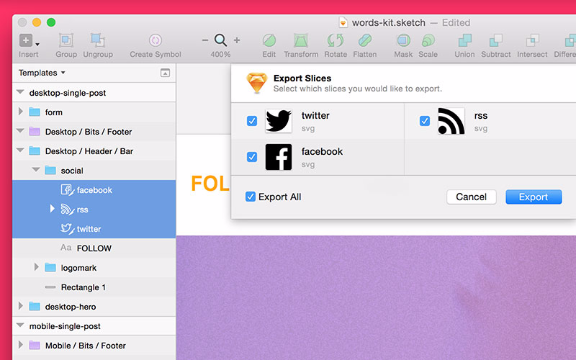 words-kit.sketch — Edited
Insert
Group
Ungroup
Create Symbol
400%
Edit
Transform
Rotate
Flatten
Mask
Scale
Union
Subtract
Intersect
Templates
desktop-single-post
form
Desktop / Bits / Footer
Desktop / Header / Bar
social
facebook
rss
twitter
Aa FOLLOW
logomark
Rectangle 1
desktop-hero
mobile-single-post
Mobile / Bits / Footer
Export Slices
Select which slices you would like to export.
twitter
svg
rss
svg
facebook
svg
Export All
Cancel
Export